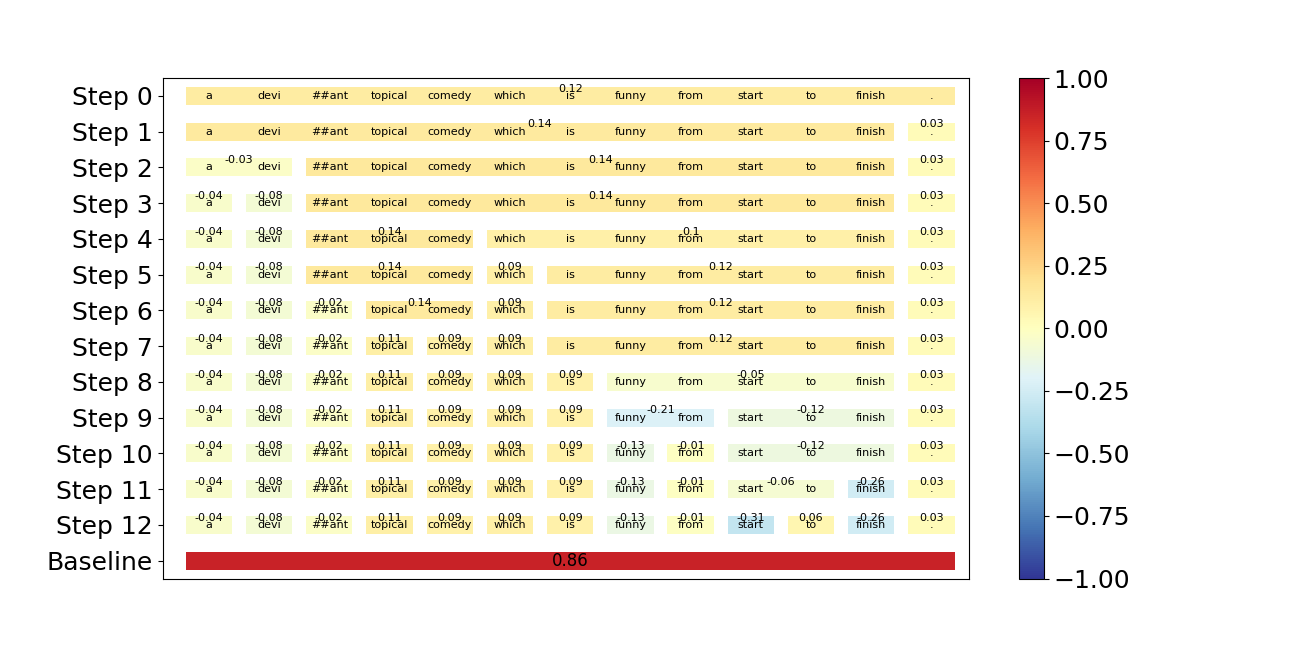 0.12
Step 0 a devi ##ant topical comedy which is funny from start to finish .
0.14 0.03
Step 1 a devi ##ant topical comedy which is funny from start to finish .
-0.03 0.14 0.03
Step 2 a devi ##ant topical comedy which is funny from start to finish .
-0.04 -0.08 0.14 0.03
Step 3 a devi ##ant topical comedy which is funny from start to finish .
-0.04 -0.08 0.14 0.1 0.03
Step 4 a devi ##ant topical comedy which is funny from start to finish .
-0.04 -0.08 0.14 0.09 0.12 0.03
Step 5 a devi ##ant topical comedy which is funny from start to finish .
-0.04 -0.08 -0.02 0.14 0.09 0.12 0.03
Step 6 a devi ##ant topical comedy which is funny from start to finish .
-0.04 -0.08 -0.02 0.11 0.09 0.09 0.12 0.03
Step 7 a devi ##ant topical comedy which is funny from start to finish .
-0.04 -0.08 -0.02 0.11 0.09 0.09 0.09 -0.05 0.03
Step 8 a devi ##ant topical comedy which is funny from start to finish .
-0.04 -0.08 -0.02 0.11 0.09 0.09 0.09 -0.21 -0.12 0.03
Step 9 a devi ##ant topical comedy which is funny from start to finish .
-0.04 -0.08 -0.02 0.11 0.09 0.09 0.09 -0.13 -0.01 -0.12 0.03
Step 10 a devi ##ant topical comedy which is funny from start to finish .
-0.04 -0.08 -0.02 0.11 0.09 0.09 0.09 -0.13 -0.01 -0.06 -0.26 0.03
Step 11 a devi ##ant topical comedy which is funny from start to finish .
-0.04 -0.08 -0.02 0.11 0.09 0.09 0.09 -0.13 -0.01 -0.31 0.06 -0.26 0.03
Step 12 a devi ##ant topical comedy which is funny from start to finish .
Baseline 0.86
1.00
0.75
0.50
0.25
0.00
−0.25
−0.50
−0.75
−1.00